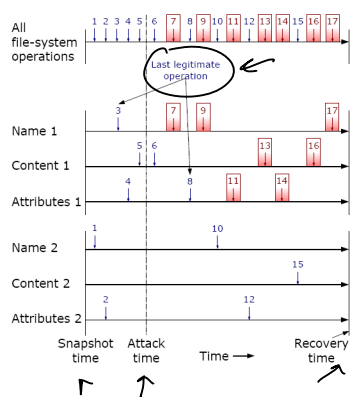 All
file-system
operations
1 2 3 4 5 6 7 8 9 10 11 12 13 14 15 16 17
Last legitimate
operation
Name 1
3 7 9 17
Content 1
5 6 13 16
Attributes 1
4 8 11 14
Name 2
1 10
Content 2
15
Attributes 2
2 12
Snapshot
time
Attack
time
Time
Recovery
time